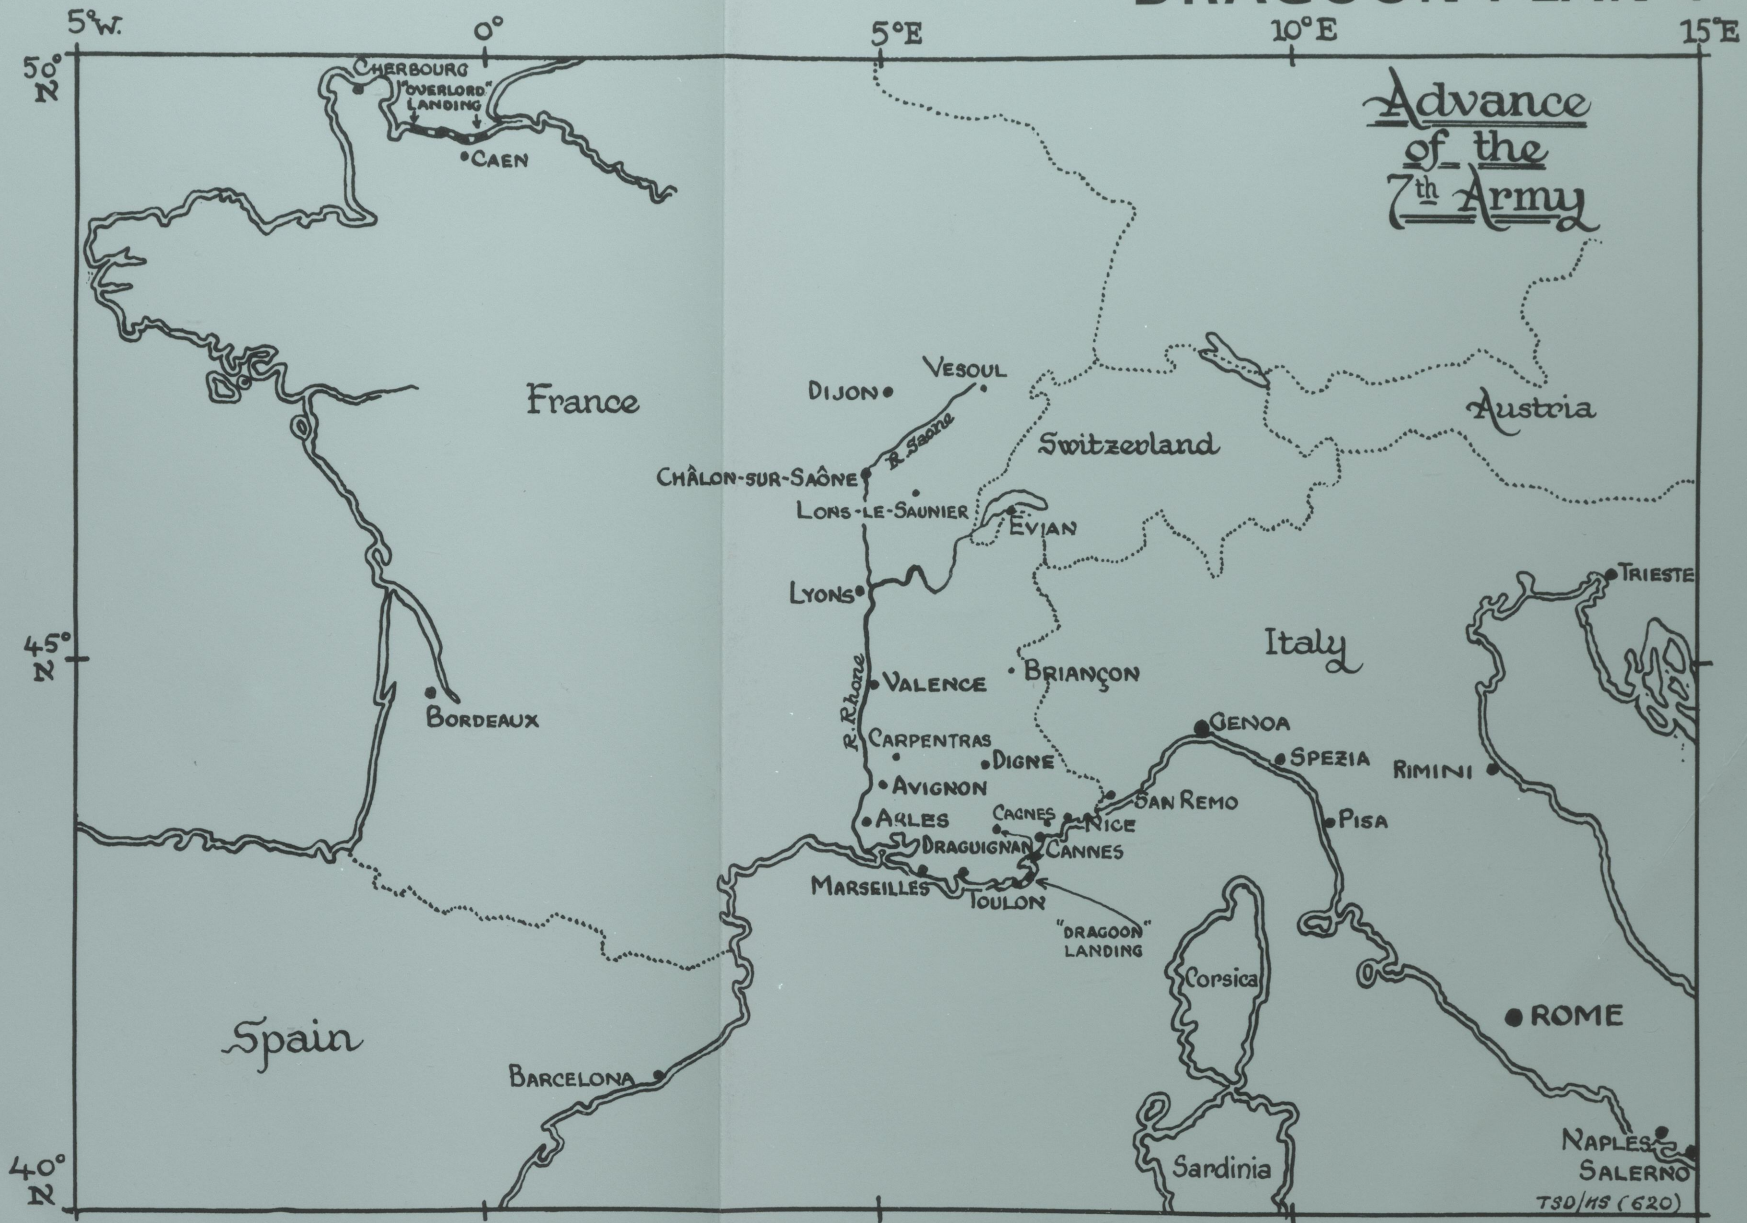 5°W.
0°
5°E
10°E
15°E
50°
N
CHERBOURG
"OVERLORD"
LANDING
CAEN
Advance
of the
7th Army
France
DIJON
VESOUL
R. Saone
CHÂLON-SUR-SAÔNE
LONS-LE-SAUNIER
Switzerland
Austria
EVIAN
LYONS
TRIESTE
45°
N
Italy
BORDEAUX
VALENCE
BRIANÇON
R. Rhone
CARPENTRAS
DIGNE
GENOA
SPEZIA
RIMINI
AVIGNON
SAN REMO
ARLES
CAGNES
NICE
PISA
DRAGUIGNAN
CANNES
MARSEILLES
TOULON
"DRAGOON"
LANDING
Corsica
ROME
Spain
BARCELONA
Sardinia
NAPLES
SALERNO
40°
N
TSD/HS (620)